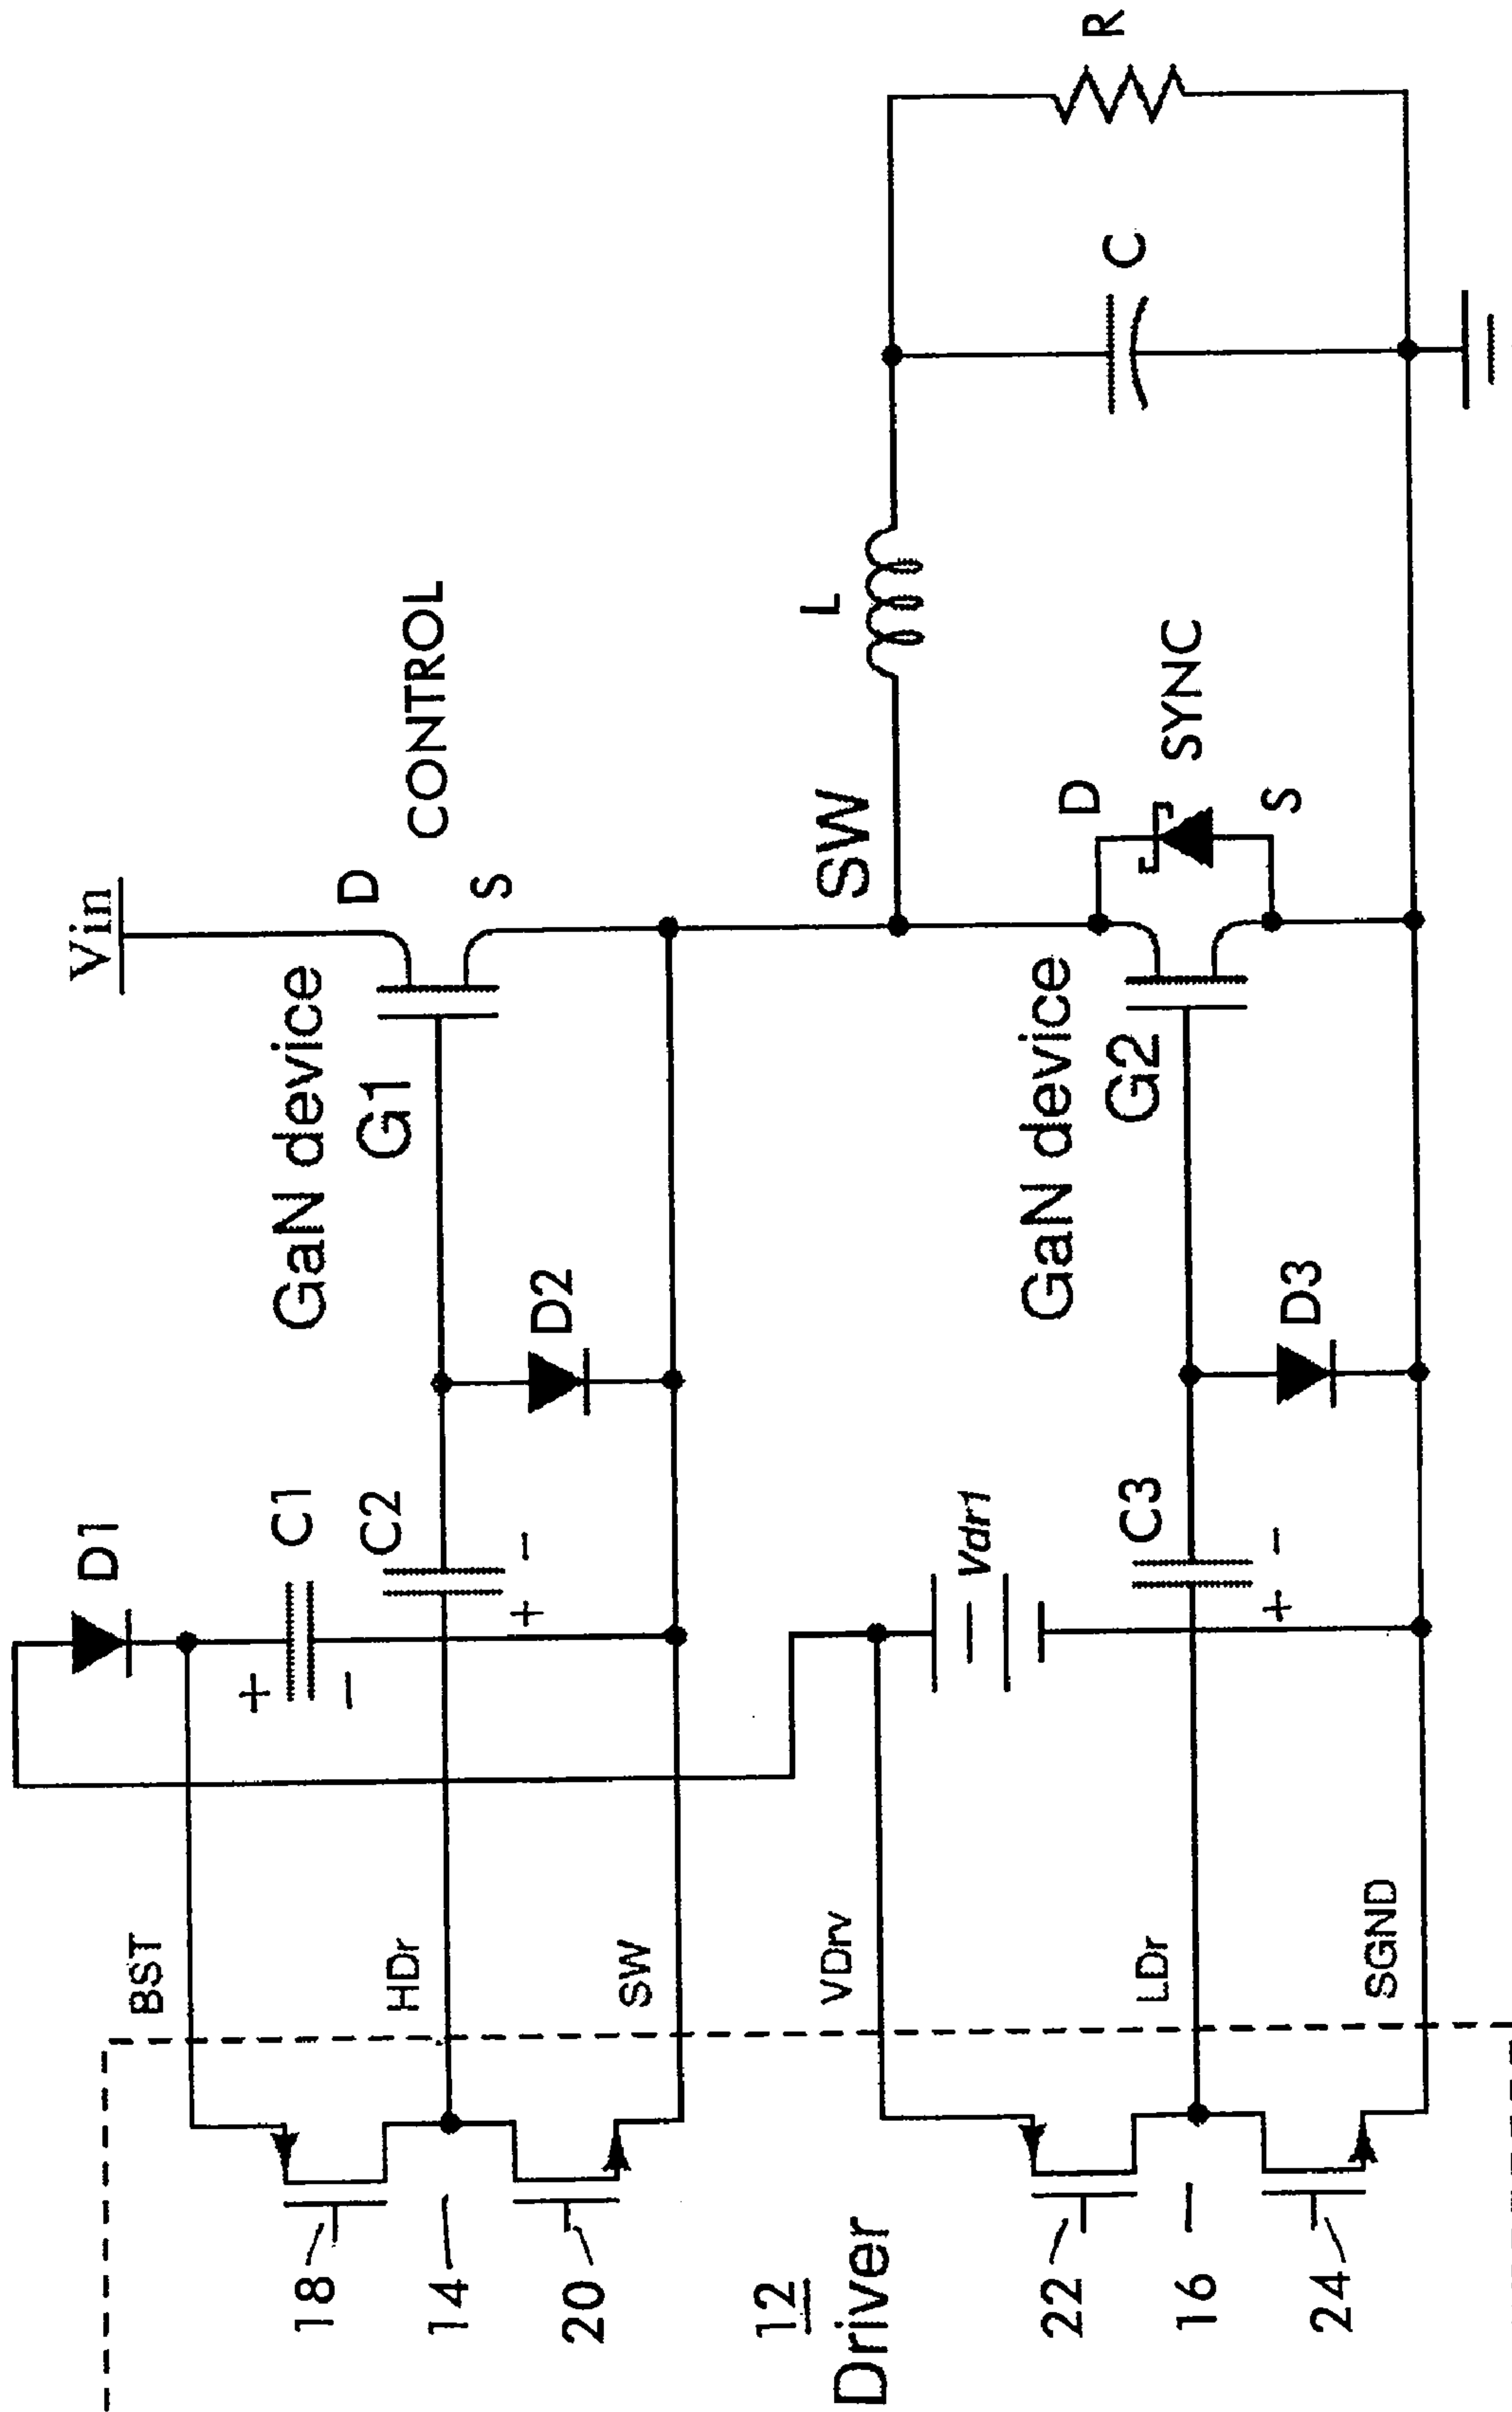 Vin
D
S
CONTROL
GaN device
G1
D1
C1
+
−
C2
+ −
D2
BST
HDr
SW
18
14
20
12
Driver
SW
L
C
R
D
SYNC
S
GaN device
G2
D3
C3
+ −
Vdr1
VDrv
LDr
SGND
22
16
24